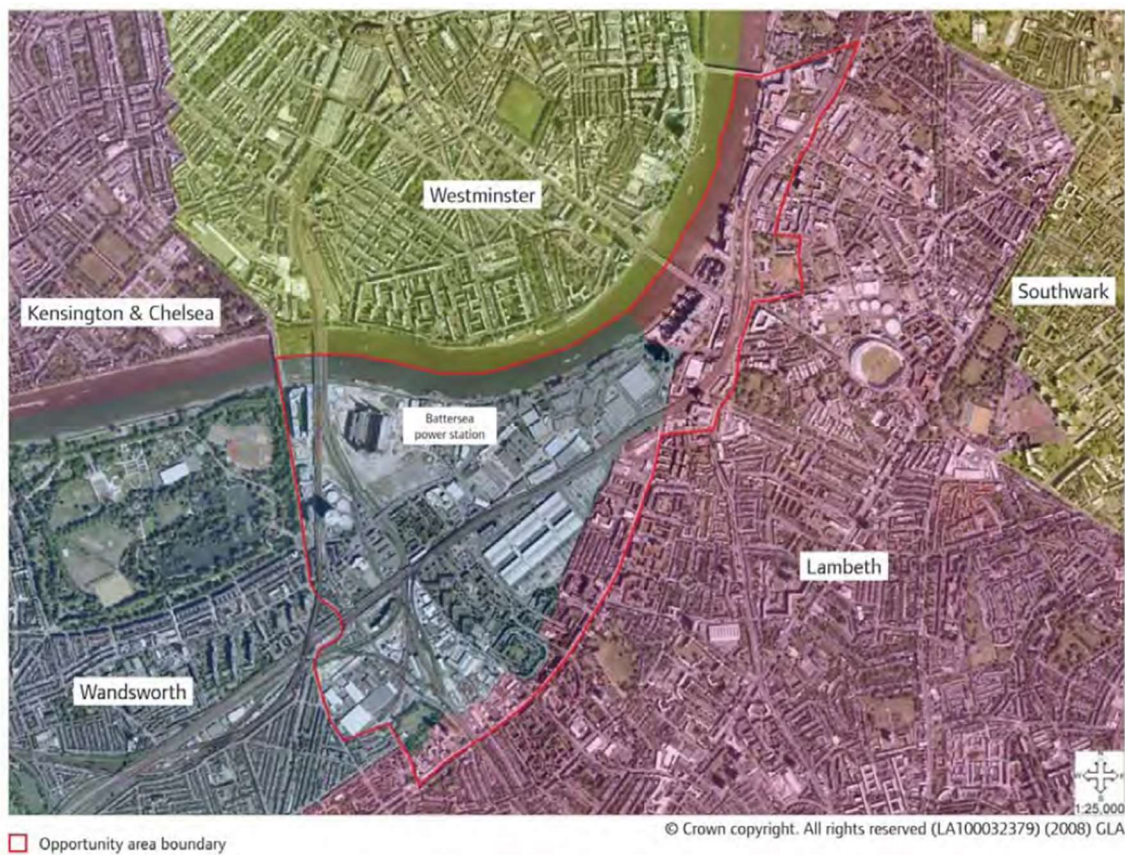 Westminster
Kensington & Chelsea
Southwark
Battersea
power station
Lambeth
Wandsworth
1:25,000
© Crown copyright. All rights reserved (LA100032379) (2008) GLA
Opportunity area boundary